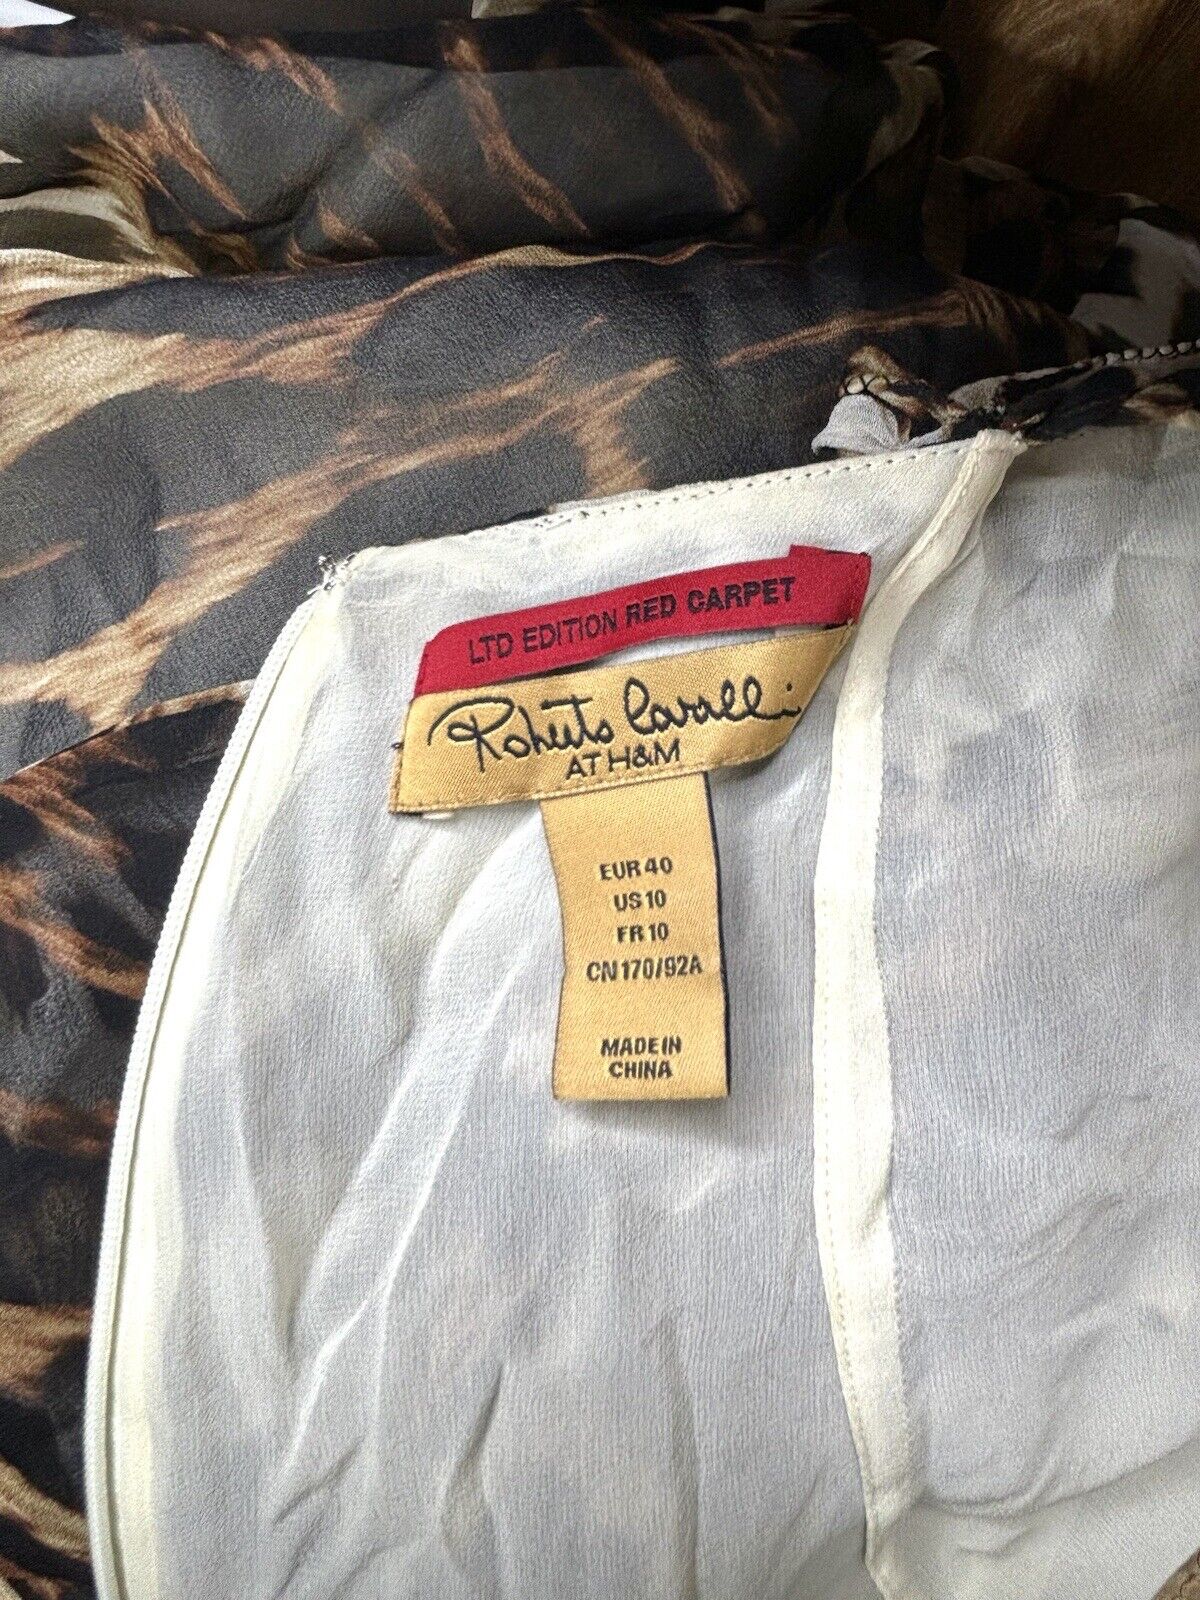 LTD EDITION RED CARPET
Roberto Cavalli
AT H&M
EUR 40
US 10
FR 10
CN 170/92A
MADE IN
CHINA